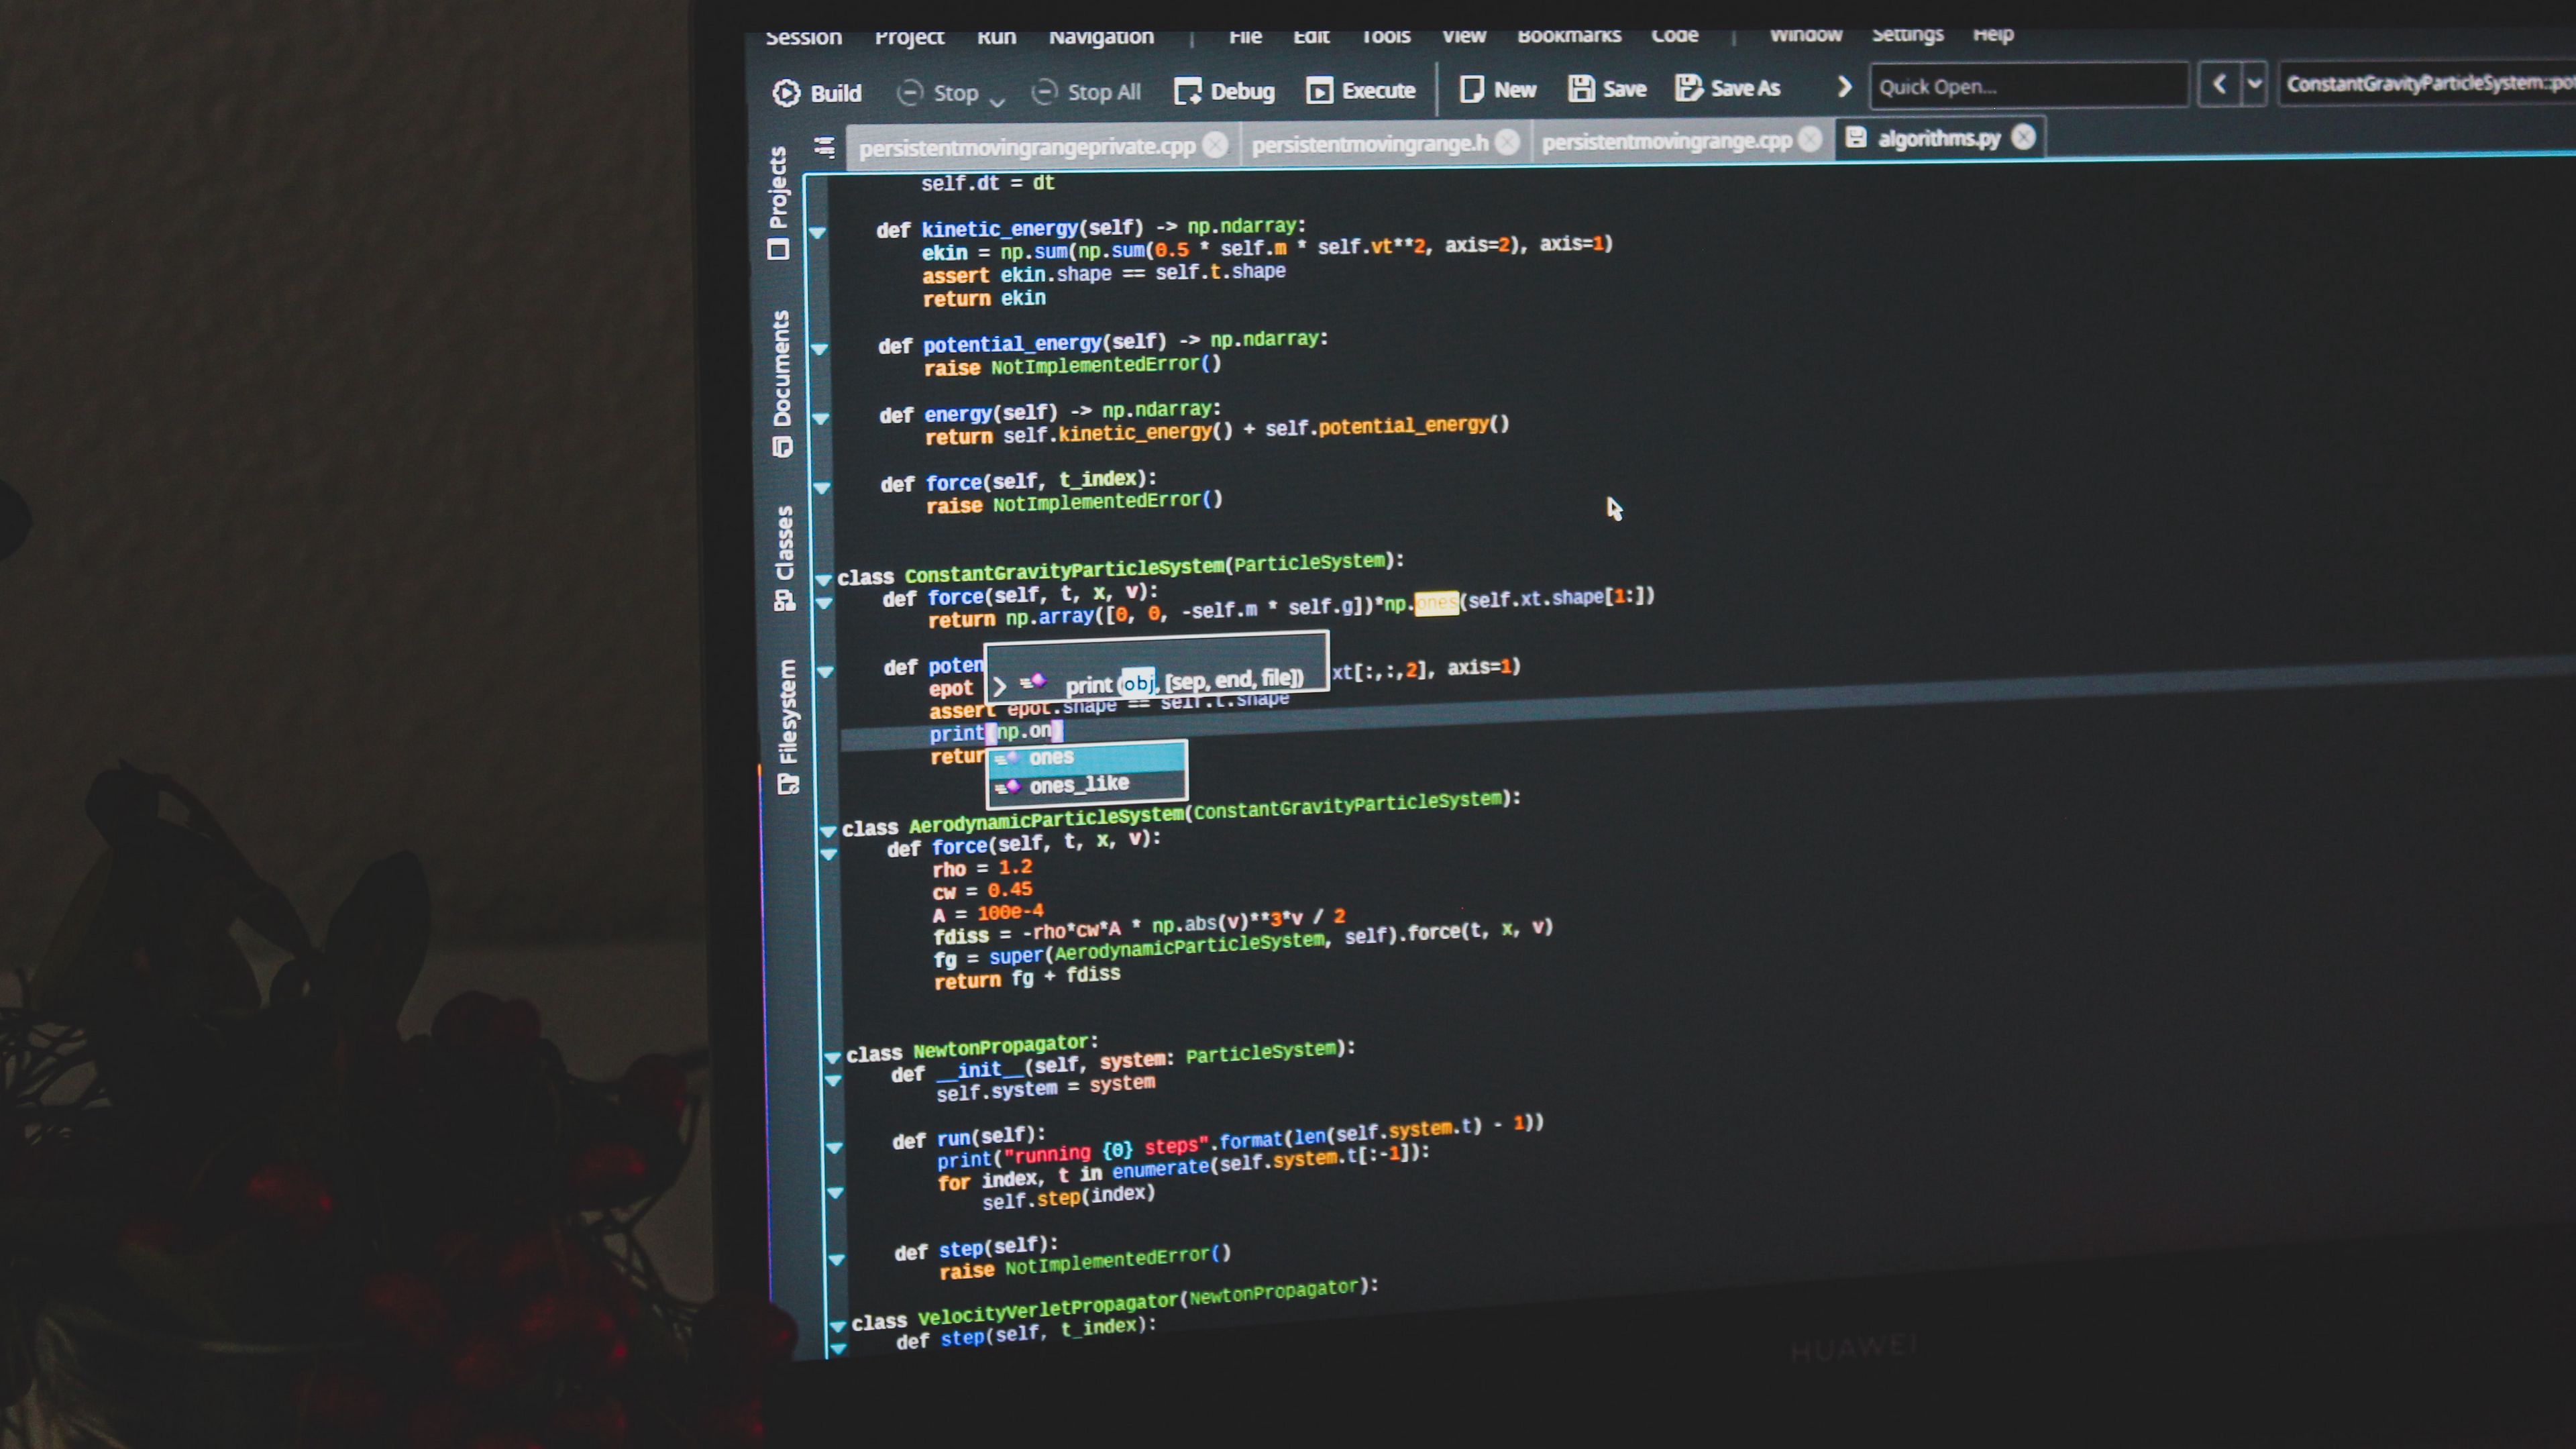 Session Project Run Navigation | File Edit Tools View Bookmarks Code | Window Settings Help
Build Stop Stop All Debug Execute New Save Save As Quick Open... ConstantGravityParticleSystem::po
persistentmovingrangeprivate.cpp persistentmovingrange.h persistentmovingrange.cpp algorithms.py
Projects
Documents
Classes
Filesystem
self.dt = dt
def kinetic_energy(self) -> np.ndarray:
ekin = np.sum(np.sum(0.5 * self.m * self.vt**2, axis=2), axis=1)
assert ekin.shape == self.t.shape
return ekin
def potential_energy(self) -> np.ndarray:
raise NotImplementedError()
def energy(self) -> np.ndarray:
return self.kinetic_energy() + self.potential_energy()
def force(self, t_index):
raise NotImplementedError()
class ConstantGravityParticleSystem(ParticleSystem):
def force(self, t, x, v):
return np.array([0, 0, -self.m * self.g])*np.ones(self.xt.shape[1:])
def poten
print (obj, [sep, end, file])
epot xt[:,:,2], axis=1)
assert epot.shape == self.t.shape
print(np.on)
retur
ones
ones_like
class AerodynamicParticleSystem(ConstantGravityParticleSystem):
def force(self, t, x, v):
rho = 1.2
cw = 0.45
A = 100e-4
fdiss = -rho*cw*A * np.abs(v)**3*v / 2
fg = super(AerodynamicParticleSystem, self).force(t, x, v)
return fg + fdiss
class NewtonPropagator:
def __init__(self, system: ParticleSystem):
self.system = system
def run(self):
print("running {0} steps".format(len(self.system.t) - 1))
for index, t in enumerate(self.system.t[:-1]):
self.step(index)
def step(self):
raise NotImplementedError()
class VelocityVerletPropagator(NewtonPropagator):
def step(self, t_index):
HUAWEI